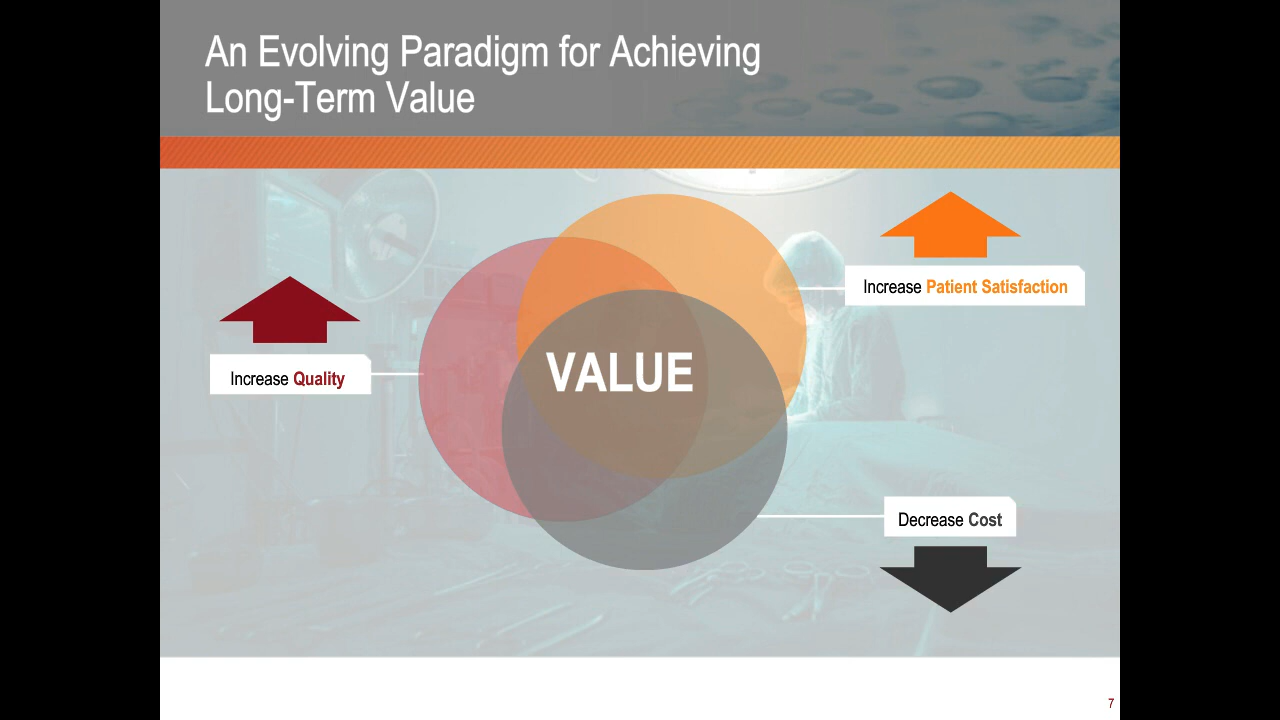 An Evolving Paradigm for Achieving
Long-Term Value
Increase Patient Satisfaction
VALUE
Increase Quality
Decrease Cost
7